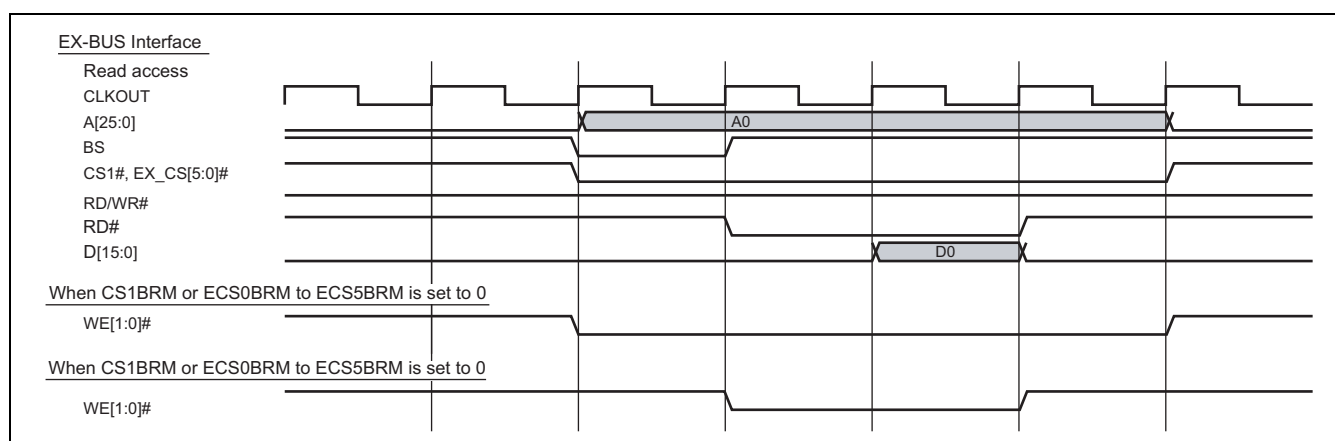 EX-BUS Interface
Read access
CLKOUT
A[25:0]
A0
BS
CS1#, EX_CS[5:0]#
RD/WR#
RD#
D[15:0]
D0
When CS1BRM or ECS0BRM to ECS5BRM is set to 0
WE[1:0]#
When CS1BRM or ECS0BRM to ECS5BRM is set to 0
WE[1:0]#